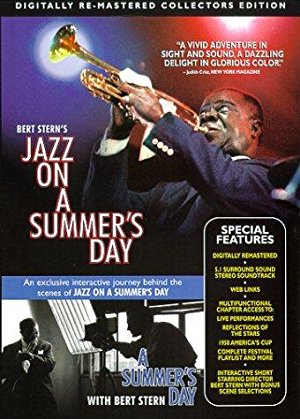 DIGITALLY RE-MASTERED COLLECTORS EDITION
"A VIVID ADVENTURE IN
SIGHT AND SOUND, A DAZZLING
DELIGHT IN GLORIOUS COLOR."
– Judith Crist, NEW YORK MAGAZINE
BERT STERN'S
JAZZ
ON
A
SUMMER'S
DAY
An exclusive interactive journey behind the
scenes of JAZZ ON A SUMMER'S DAY
A
SUMMER'S
DAY
WITH BERT STERN
SPECIAL
FEATURES
DIGITALLY REMASTERED
5.1 SURROUND SOUND
STEREO SOUNDTRACK
WEB LINKS
MULTIFUNCTIONAL
CHAPTER ACCESS TO:
LIVE PERFORMANCES
REFLECTIONS OF
THE STARS
1958 AMERICA'S CUP
COMPLETE FESTIVAL
PLAYLIST AND MORE
INTERACTIVE SHORT
STARRING DIRECTOR
BERT STERN WITH BONUS
SCENE SELECTIONS